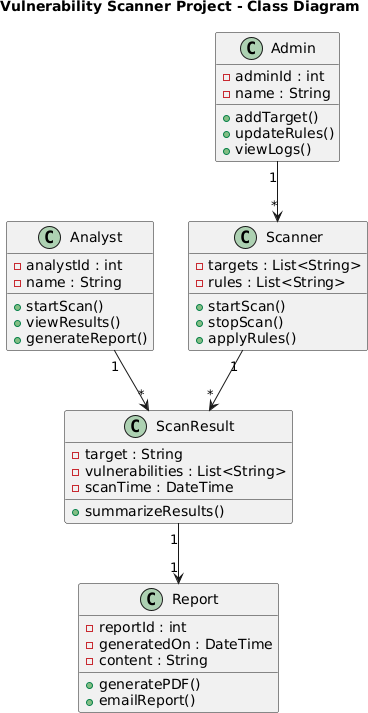 Vulnerability Scanner Project - Class Diagram
C Admin
adminId : int
name : String
addTarget()
updateRules()
viewLogs()
1
*
C Analyst
analystId : int
name : String
startScan()
viewResults()
generateReport()
C Scanner
targets : List<String>
rules : List<String>
startScan()
stopScan()
applyRules()
1
*
1
*
C ScanResult
target : String
vulnerabilities : List<String>
scanTime : DateTime
summarizeResults()
1
1
C Report
reportId : int
generatedOn : DateTime
content : String
generatePDF()
emailReport()